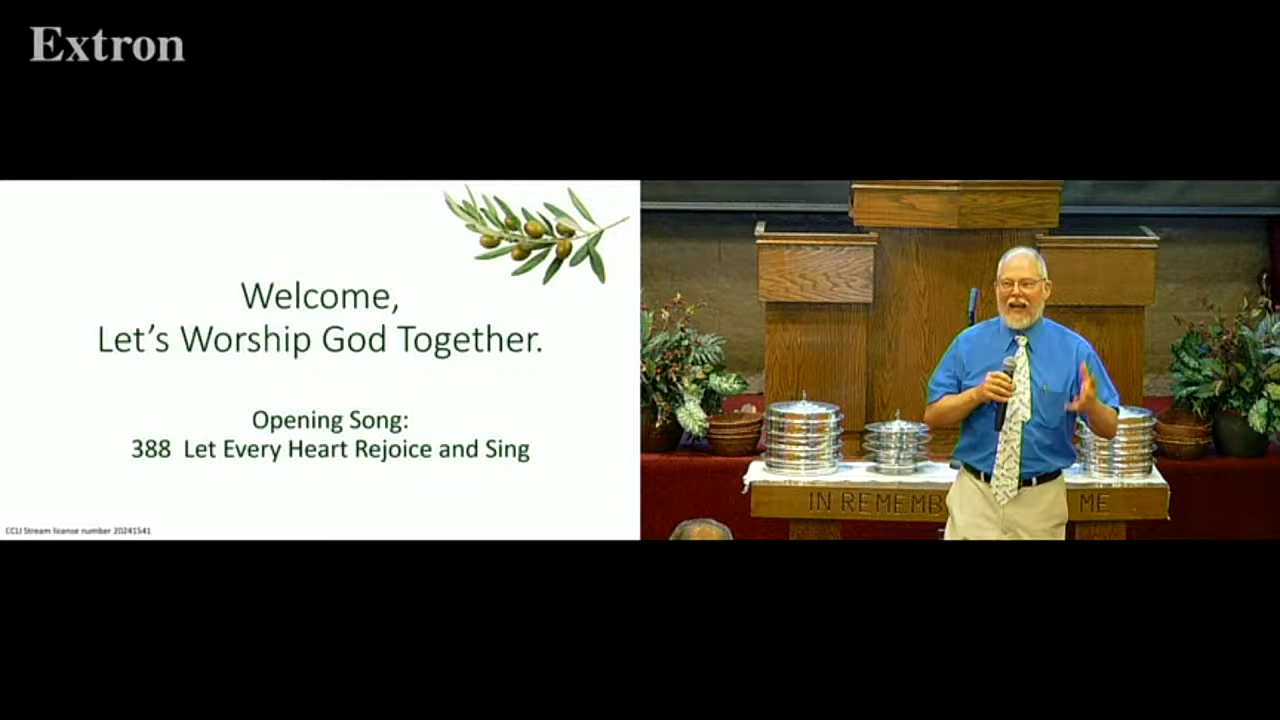 Extron
Welcome,
Let's Worship God Together.
Opening Song:
388 Let Every Heart Rejoice and Sing
CCLI Stream license number 20241541
IN REMEMB ME